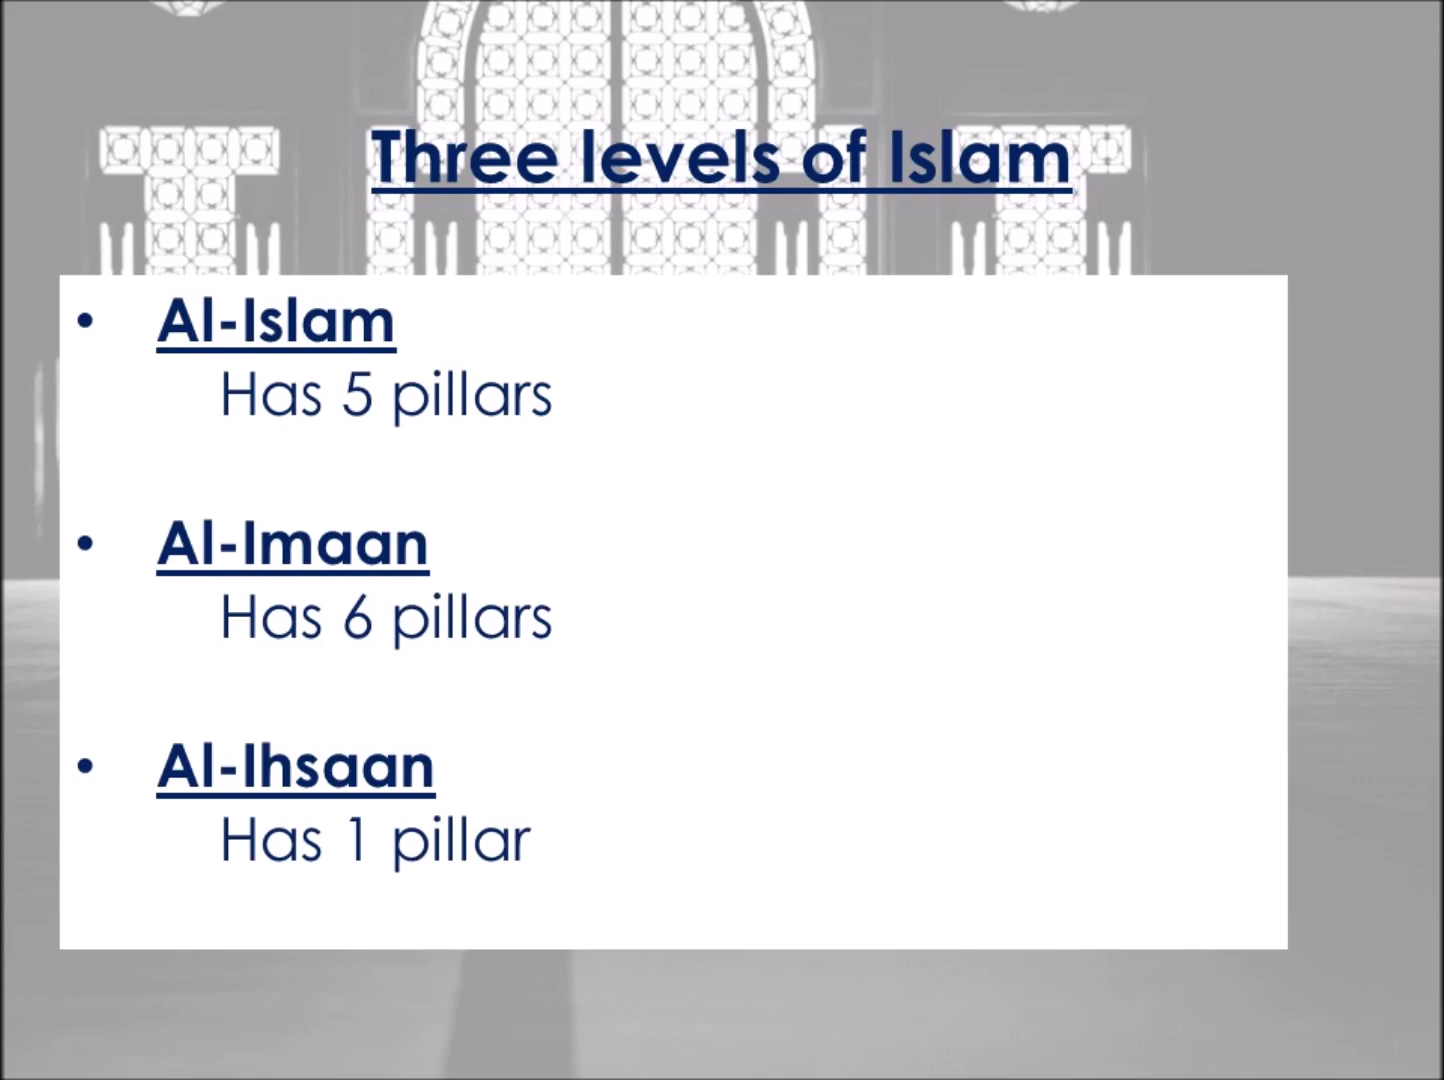 Three levels of Islam
• Al-Islam
Has 5 pillars
• Al-Imaan
Has 6 pillars
• Al-Ihsaan
Has 1 pillar